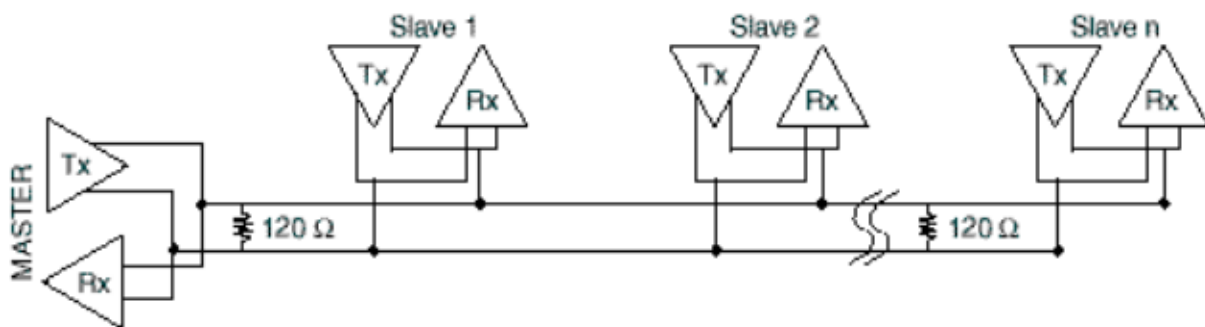 Slave 1
Slave 2
Slave n
Tx
Rx
Tx
Rx
Tx
Rx
MASTER
Tx
Rx
120 Ω
120 Ω